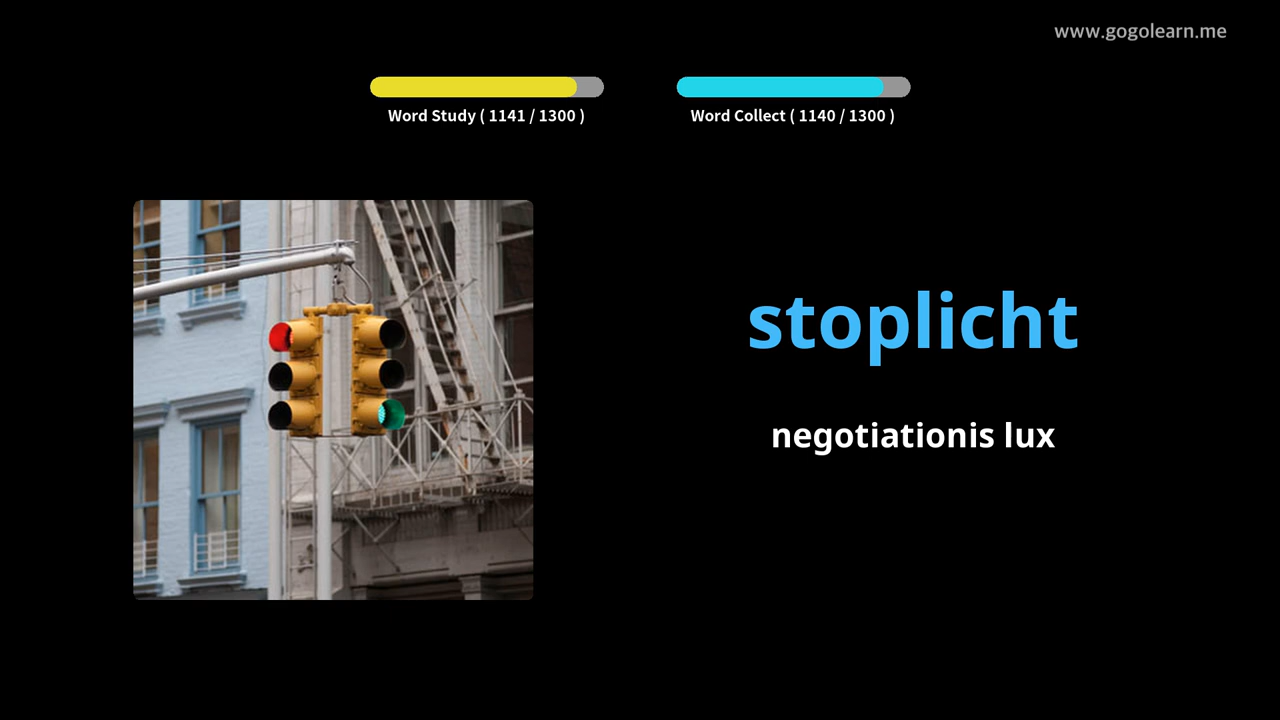 www.gogolearn.me
Word Study ( 1141 / 1300 )
Word Collect ( 1140 / 1300 )
stoplicht
negotiationis lux